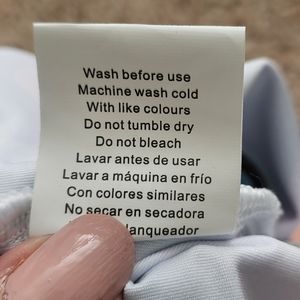 Wash before use
Machine wash cold
With like colours
Do not tumble dry
Do not bleach
Lavar antes de usar
Lavar a máquina en frío
Con colores similares
No secar en secadora
blanqueador